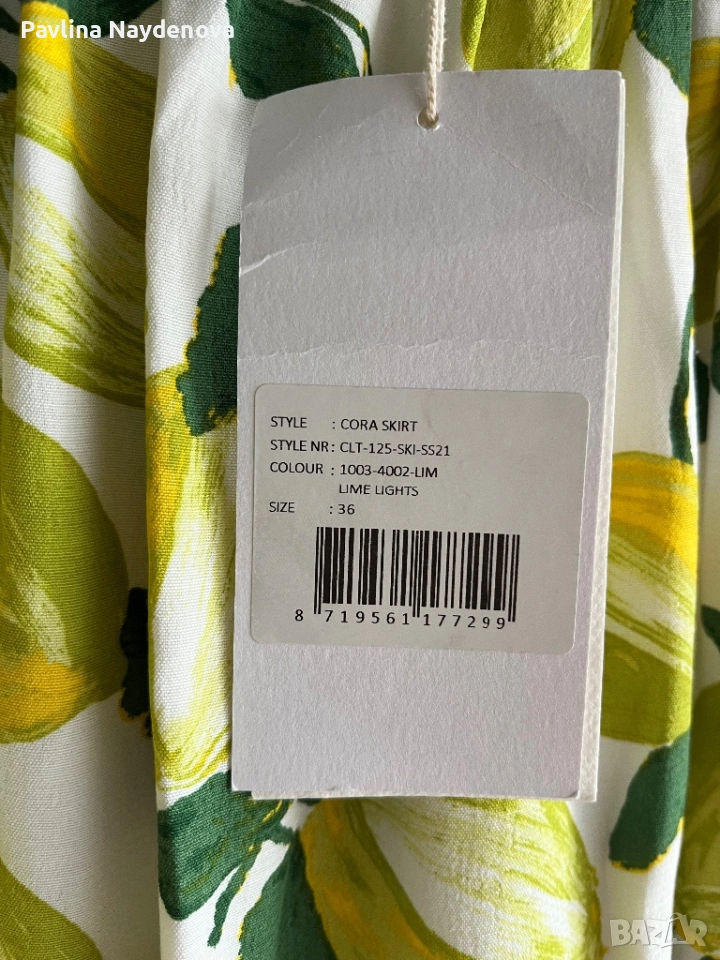 Pavlina Naydenova
STYLE : CORA SKIRT
STYLE NR : CLT-125-SKI-SS21
COLOUR : 1003-4002-LIM
LIME LIGHTS
SIZE : 36
8 719561 177299
BAZAR